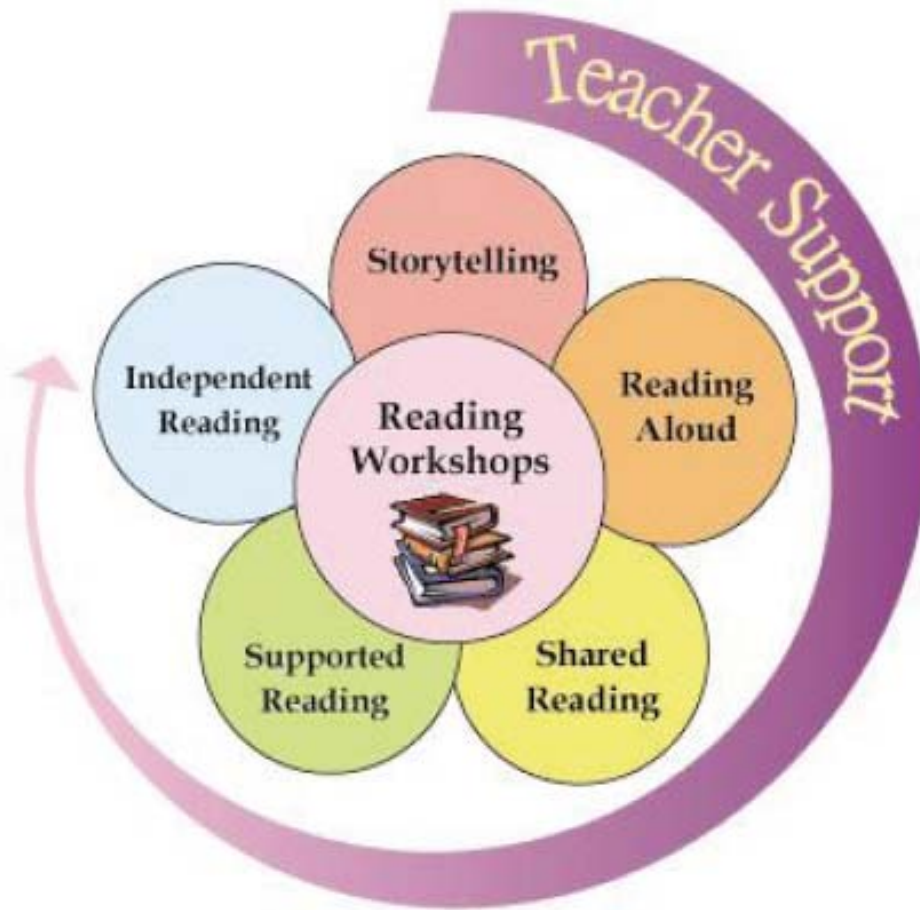 Teacher Support
Storytelling
Independent
Reading
Reading
Aloud
Reading
Workshops
Supported
Reading
Shared
Reading